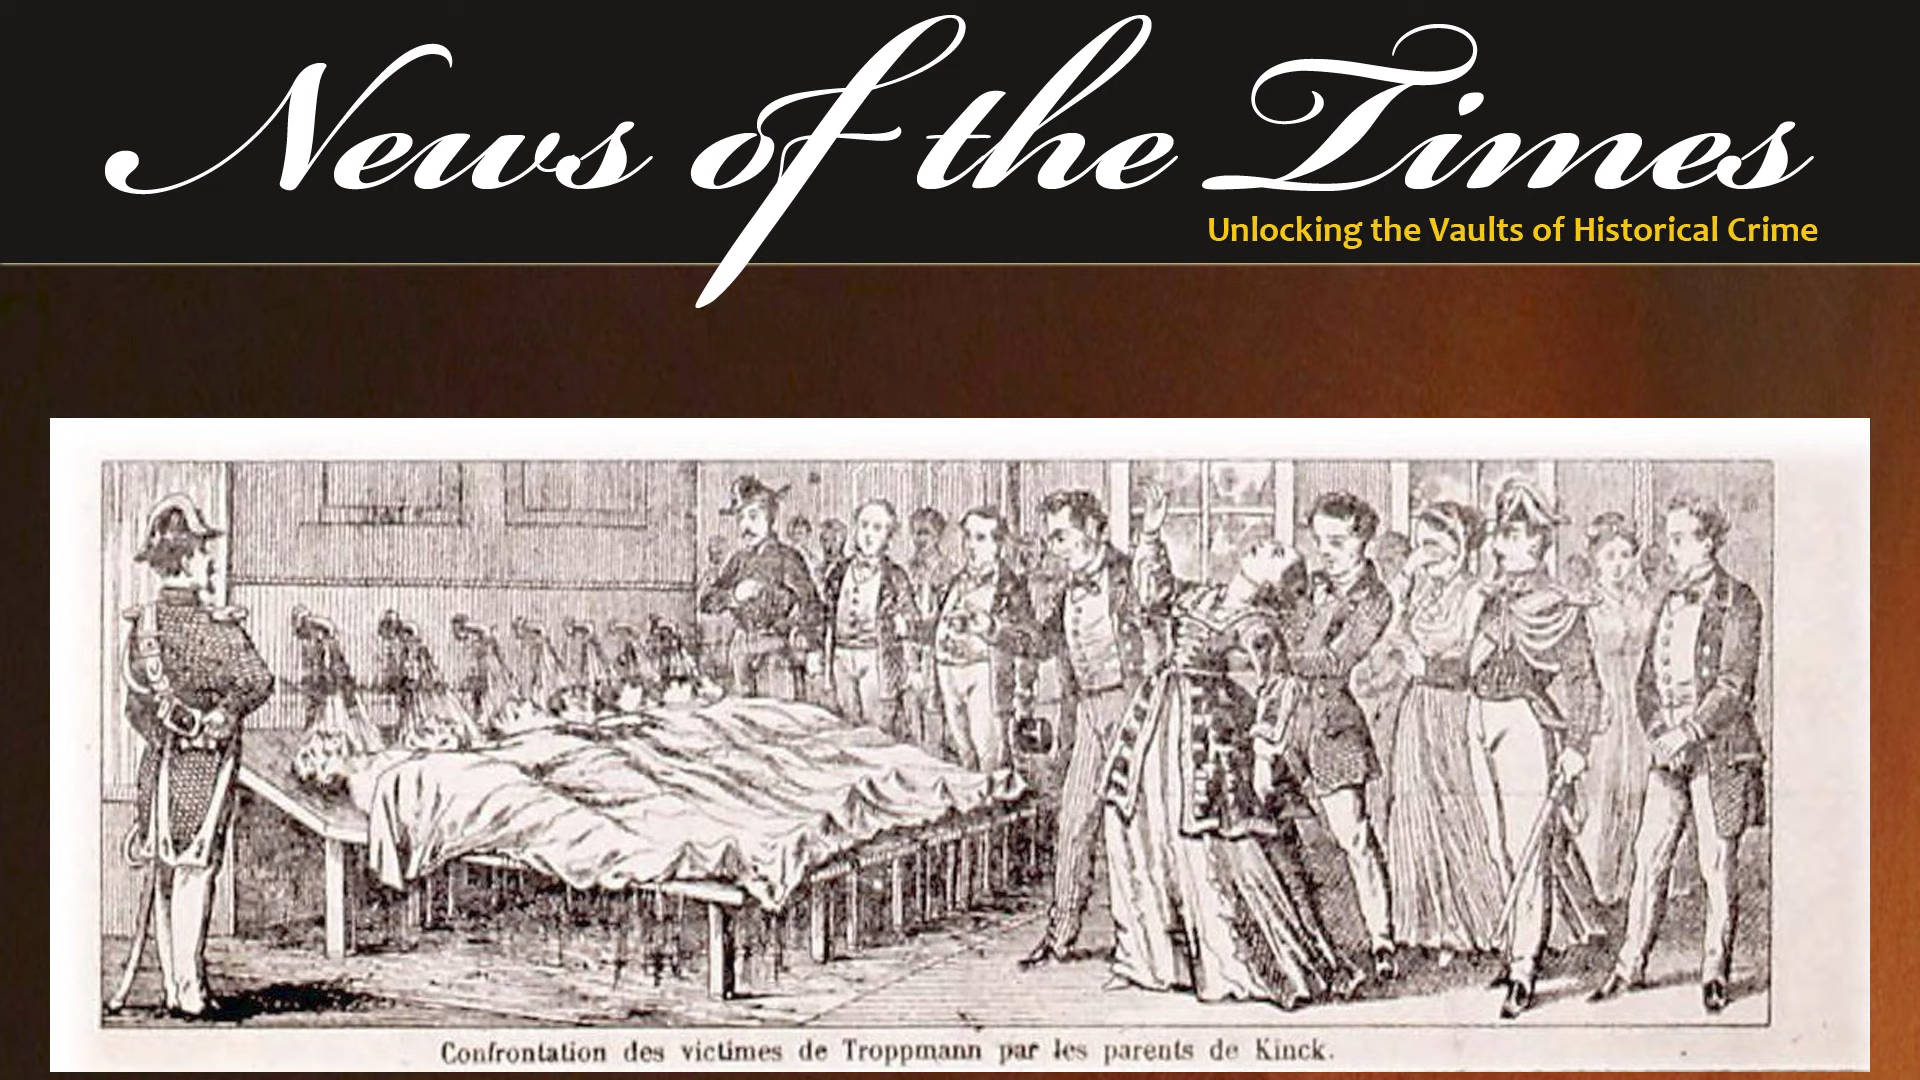 News of the Times
Unlocking the Vaults of Historical Crime
Confrontation des victimes de Troppmann par les parents de Kinck.